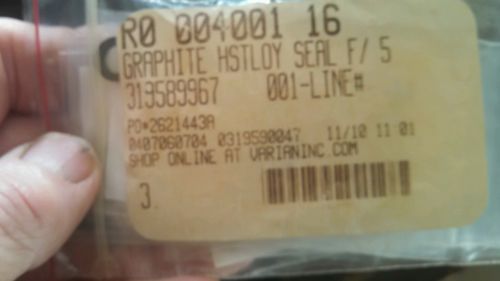 R0 004001 16
GRAPHITE HSTLOY SEAL F/ 5
319589967 001-LINE#
PO#2621443A
0407060704 0319590047 11/10 11 01
SHOP ONLINE AT VARIANINC.COM
3